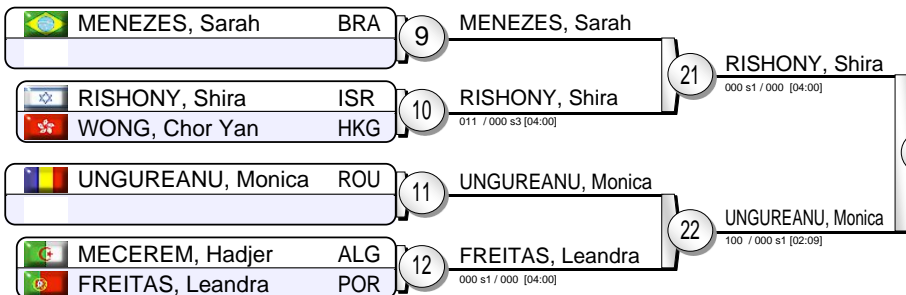 MENEZES, Sarah BRA
9
MENEZES, Sarah
21
RISHONY, Shira
000 s1 / 000 [04:00]
RISHONY, Shira ISR
WONG, Chor Yan HKG
10
RISHONY, Shira
011 / 000 s3 [04:00]
UNGUREANU, Monica ROU
11
UNGUREANU, Monica
22
UNGUREANU, Monica
100 / 000 s1 [02:09]
MECEREM, Hadjer ALG
FREITAS, Leandra POR
12
FREITAS, Leandra
000 s1 / 000 [04:00]